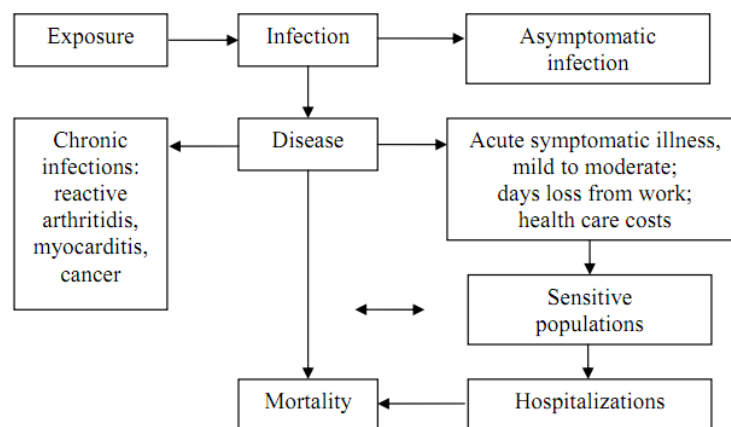 Exposure
Infection
Asymptomatic
infection
Chronic
infections:
reactive
arthritidis,
myocarditis,
cancer
Disease
Acute symptomatic illness,
mild to moderate;
days loss from work;
health care costs
Sensitive
populations
Mortality
Hospitalizations